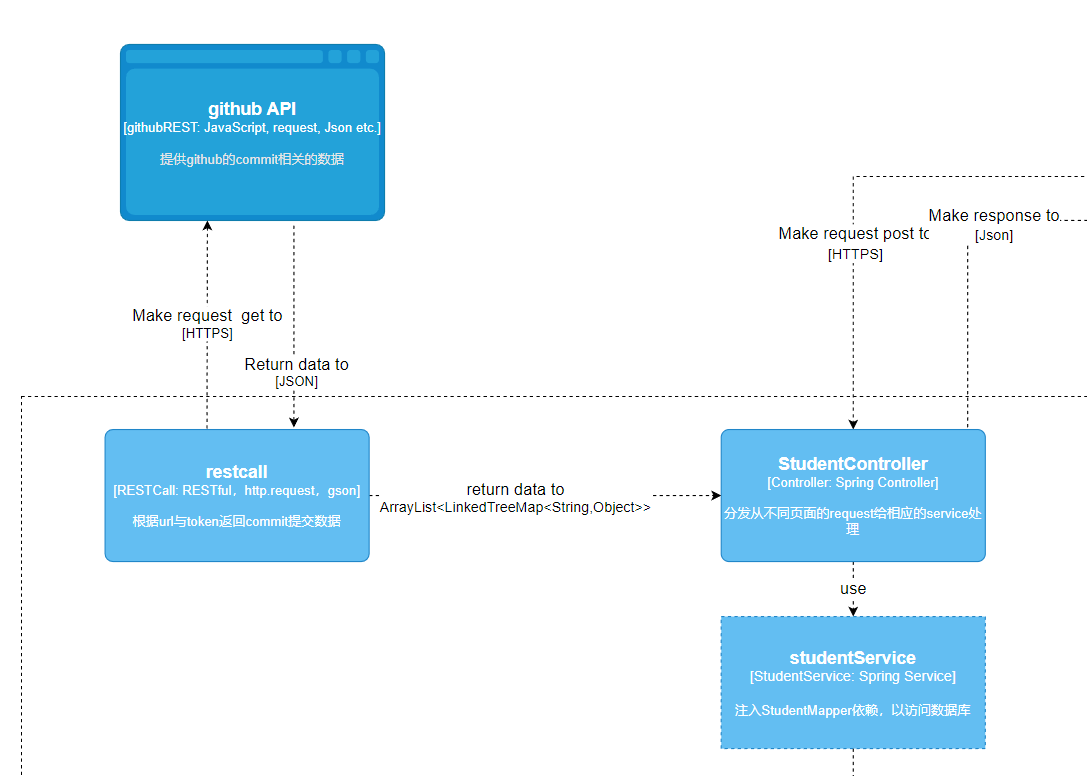 github API
[githubREST: JavaScript, request, Json etc.]
提供github的commit相关的数据
Make request  get to
[HTTPS]
Return data to
[JSON]
Make request post to
[HTTPS]
Make response to
[Json]
restcall
[RESTCall: RESTful，http.request，gson]
根据url与token返回commit提交数据
return data to
ArrayList<LinkedTreeMap<String,Object>>
StudentController
[Controller: Spring Controller]
分发从不同页面的request给相应的service处
理
use
studentService
[StudentService: Spring Service]
注入StudentMapper依赖，以访问数据库